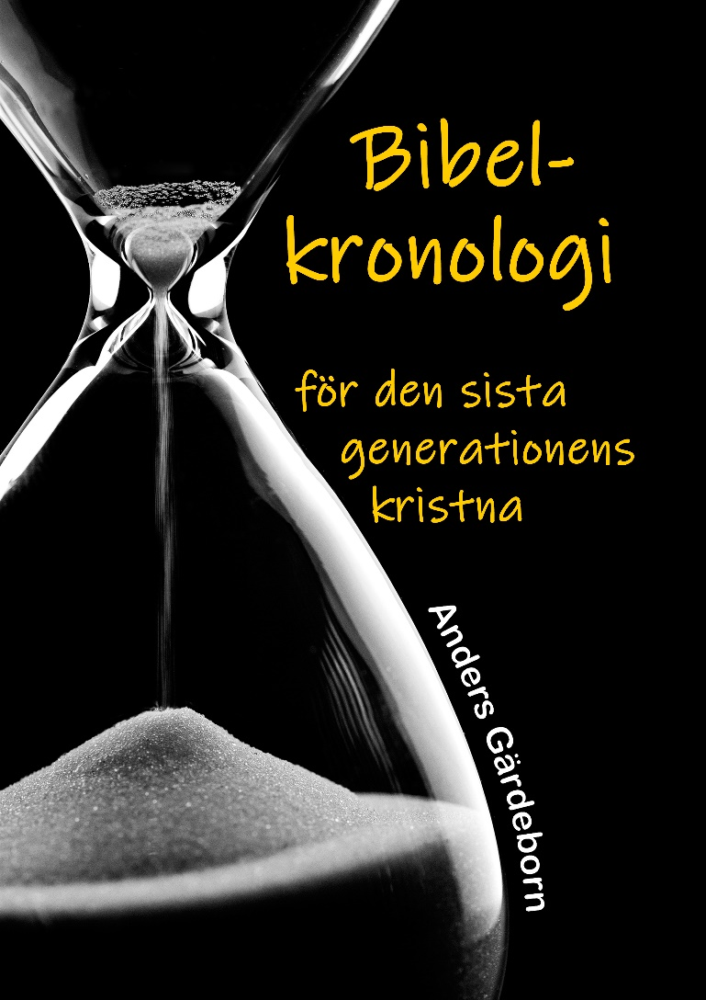 Bibel-
kronologi
för den sista
generationens
kristna
Anders Gärdeborn